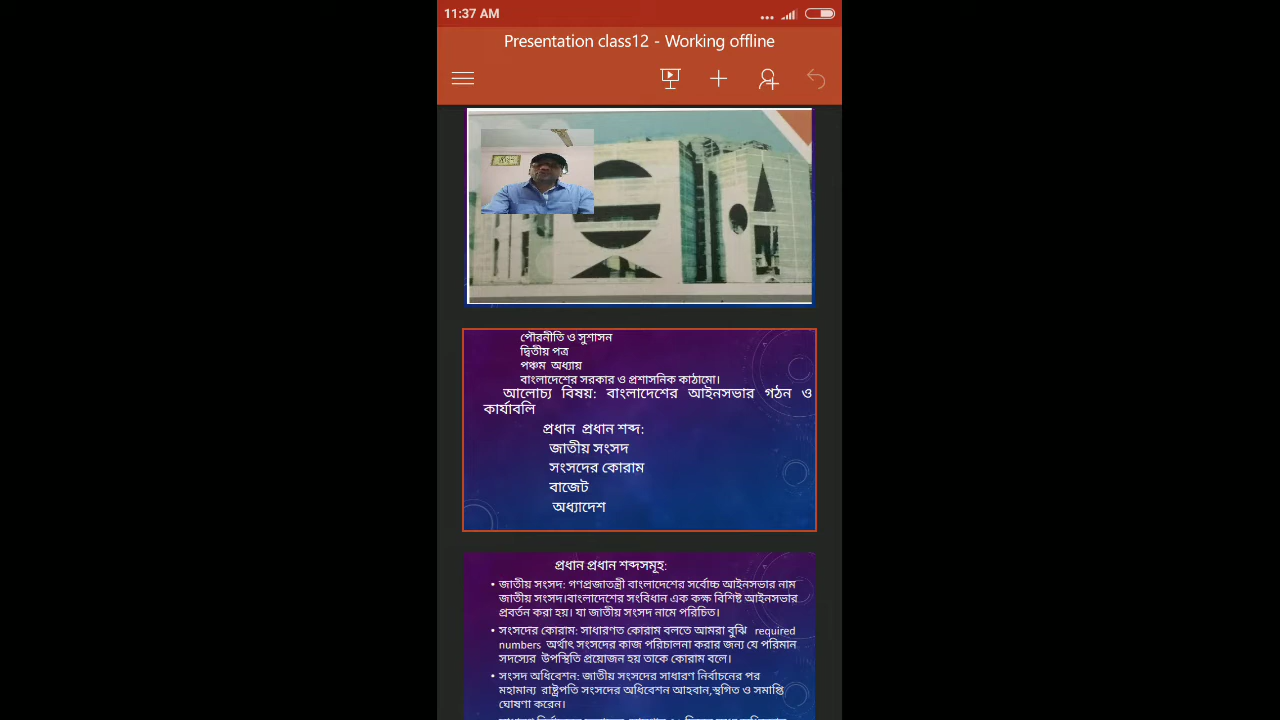 11:37 AM
Presentation class12 - Working offline
পৌরনীতি ও সুশাসন
দ্বিতীয় পত্র
পঞ্চম অধ্যায়
বাংলাদেশের সরকার ও প্রশাসনিক কাঠামো।
আলোচ্য বিষয়: বাংলাদেশের আইনসভার গঠন ও
কার্যাবলি
প্রধান প্রধান শব্দ:
জাতীয় সংসদ
সংসদের কোরাম
বাজেট
অধ্যাদেশ
প্রধান প্রধান শব্দসমূহ:
• জাতীয় সংসদ: গণপ্রজাতন্ত্রী বাংলাদেশের সর্বোচ্চ আইনসভার নাম
জাতীয় সংসদ।বাংলাদেশের সংবিধান এক কক্ষ বিশিষ্ট আইনসভার
প্রবর্তন করা হয়। যা জাতীয় সংসদ নামে পরিচিত।
• সংসদের কোরাম: সাধারণত কোরাম বলতে আমরা বুঝি required
numbers অর্থাৎ সংসদের কাজ পরিচালনা করার জন্য যে পরিমান
সদস্যের উপস্থিতি প্রয়োজন হয় তাকে কোরাম বলে।
• সংসদ অধিবেশন: জাতীয় সংসদের সাধারণ নির্বাচনের পর
মহামান্য রাষ্ট্রপতি সংসদের অধিবেশন আহবান,স্থগিত ও সমাপ্তি
ঘোষণা করেন।